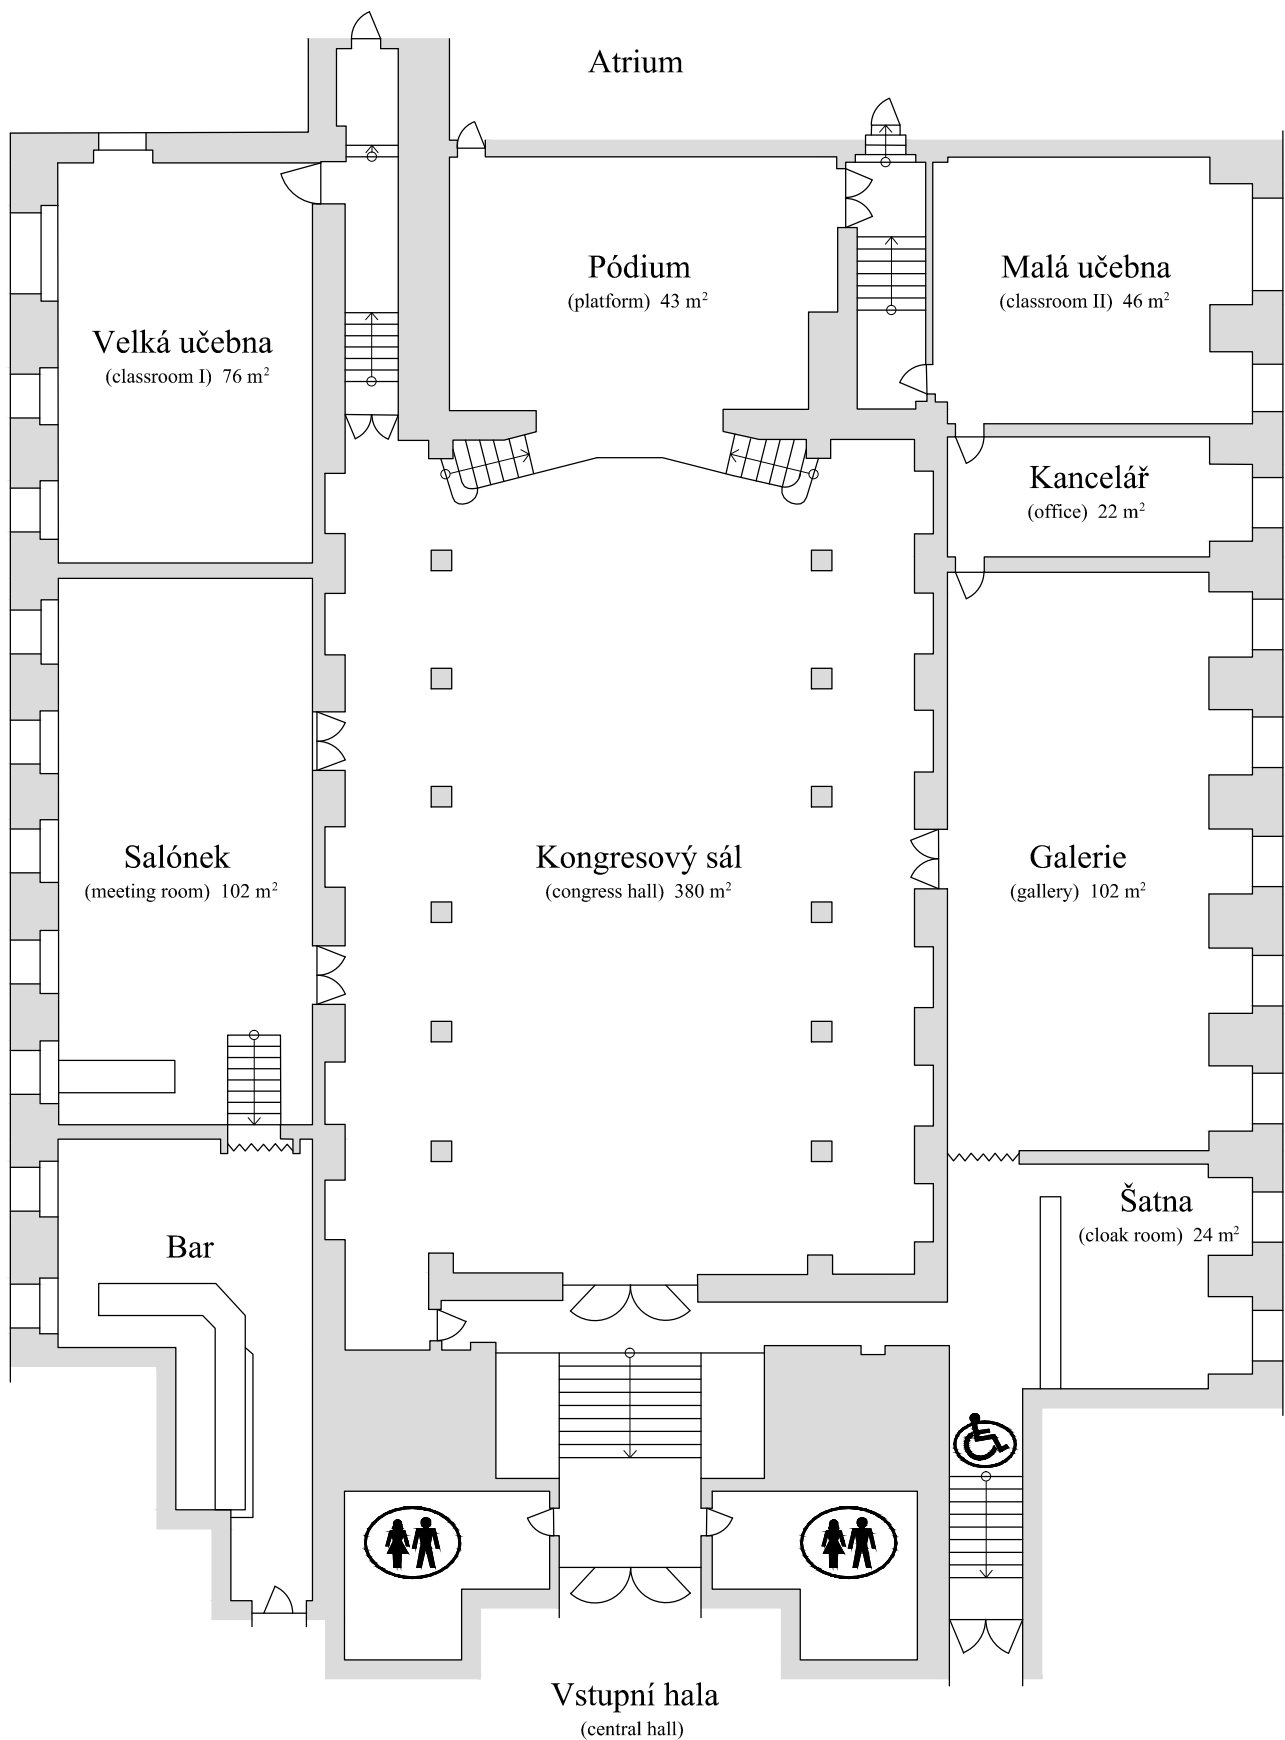 Atrium
Pódium
(platform) 43 m²
Malá učebna
(classroom II) 46 m²
Velká učebna
(classroom I) 76 m²
Kancelář
(office) 22 m²
Salónek
(meeting room) 102 m²
Kongresový sál
(congress hall) 380 m²
Galerie
(gallery) 102 m²
Šatna
(cloak room) 24 m²
Bar
Vstupní hala
(central hall)